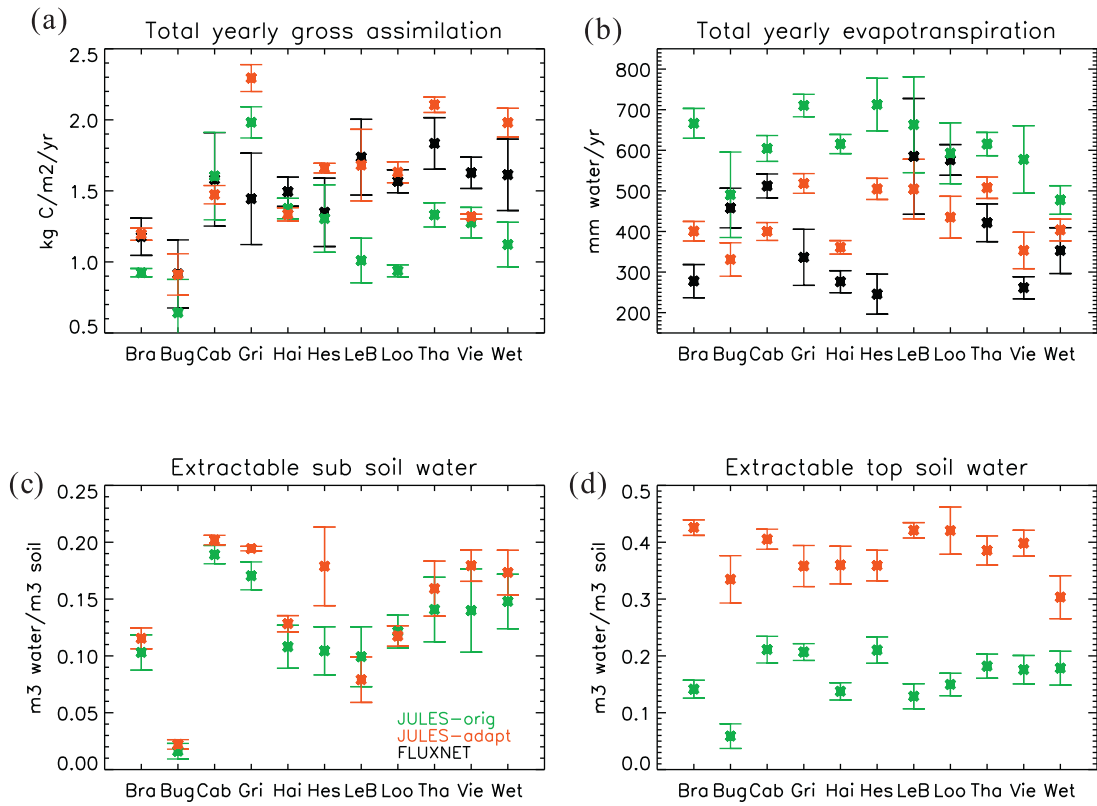 (a)
Total yearly gross assimilation
kg C/m2/yr
2.5
2.0
1.5
1.0
0.5
Bra Bug Cab Gri Hai Hes LeB Loo Tha Vie Wet
(b)
Total yearly evapotranspiration
mm water/yr
800
700
600
500
400
300
200
Bra Bug Cab Gri Hai Hes LeB Loo Tha Vie Wet
(c)
Extractable sub soil water
m3 water/m3 soil
0.25
0.20
0.15
0.10
0.05
0.00
JULES-orig
JULES-adapt
FLUXNET
Bra Bug Cab Gri Hai Hes LeB Loo Tha Vie Wet
(d)
Extractable top soil water
m3 water/m3 soil
0.5
0.4
0.3
0.2
0.1
0.0
Bra Bug Cab Gri Hai Hes LeB Loo Tha Vie Wet